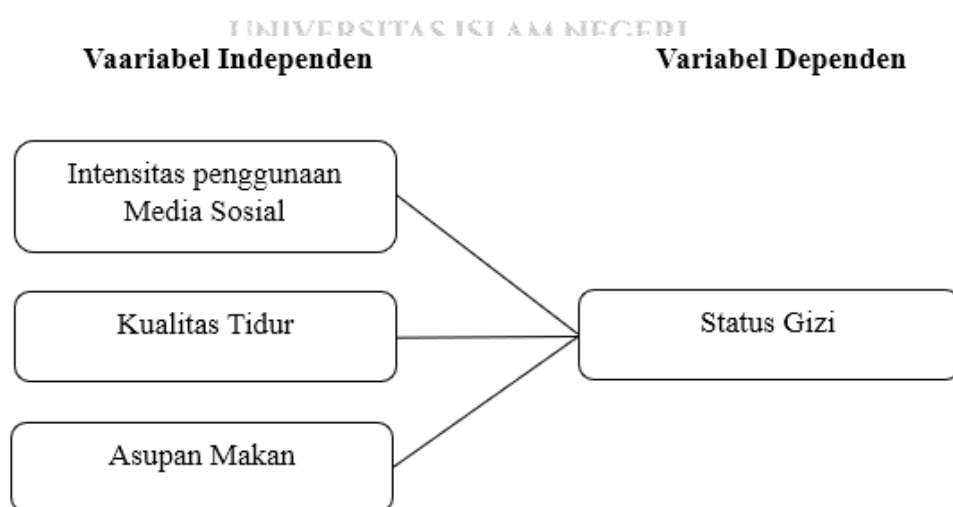 UNIVERSITAS ISLAM NEGERI
Vaariabel Independen
Variabel Dependen
Intensitas penggunaan
Media Sosial
Kualitas Tidur
Status Gizi
Asupan Makan